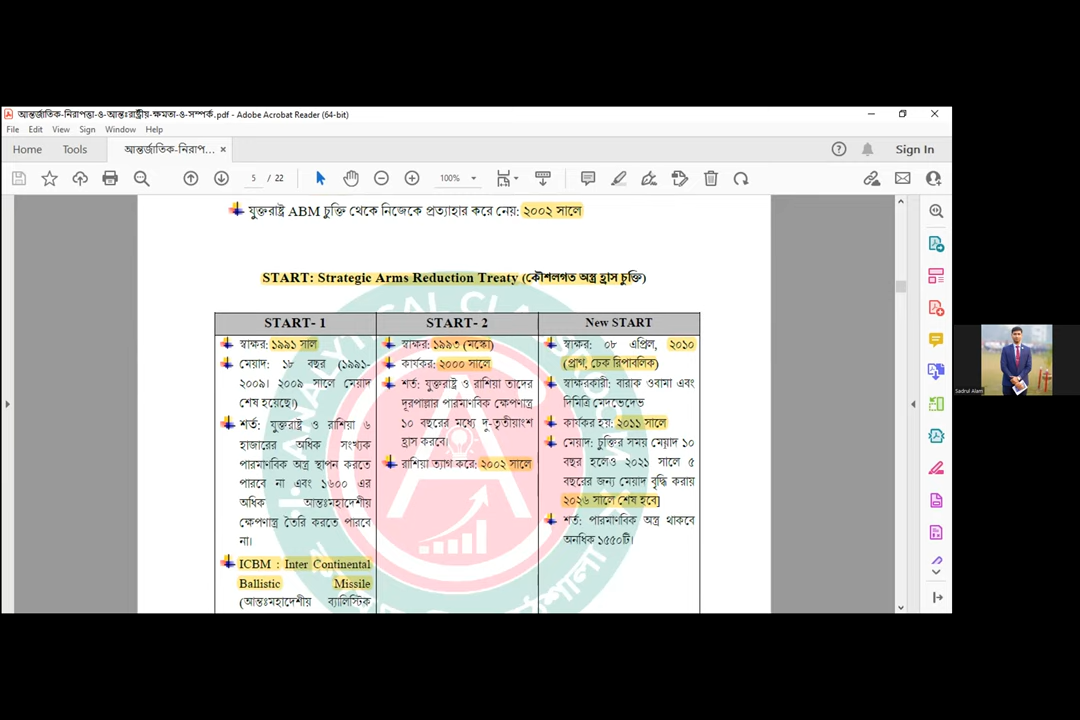 আন্তর্জাতিক-নিরাপত্তা-ও-আন্তঃরাষ্ট্রীয়-ক্ষমতা-ও-সম্পর্ক.pdf - Adobe Acrobat Reader (64-bit)
File Edit View Sign Window Help
Home Tools আন্তর্জাতিক-নিরাপ... × Sign In
5 / 22 100%
যুক্তরাষ্ট্র ABM চুক্তি থেকে নিজেকে প্রত্যাহার করে নেয়: ২০০২ সালে
START: Strategic Arms Reduction Treaty (কৌশলগত অস্ত্র হ্রাস চুক্তি)
START- 1
স্বাক্ষর: ১৯৯১ সাল
মেয়াদ: ১৮ বছর (১৯৯১-
২০০৯। ২০০৯ সালে মেয়াদ
শেষ হয়েছে।)
শর্ত: যুক্তরাষ্ট্র ও রাশিয়া ৬
হাজারের অধিক সংখ্যক
পারমাণবিক অস্ত্র স্থাপন করতে
পারবে না এবং ১৬০০ এর
অধিক আন্তঃমহাদেশীয়
ক্ষেপণাস্ত্র তৈরি করতে পারবে
না।
ICBM : Inter Continental
Ballistic Missile
(আন্তঃমহাদেশীয় ব্যালিস্টিক
START- 2
স্বাক্ষর: ১৯৯৩ (মস্কো)
কার্যকর: ২০০০ সালে
শর্ত: যুক্তরাষ্ট্র ও রাশিয়া তাদের
দূরপাল্লার পারমাণবিক ক্ষেপণাস্ত্র
১০ বছরের মধ্যে দু-তৃতীয়াংশ
হ্রাস করবে।
রাশিয়া ত্যাগ করে: ২০০২ সালে
New START
স্বাক্ষর: ০৮ এপ্রিল, ২০১০
(প্রাগ, চেক রিপাবলিক)
স্বাক্ষরকারী: বারাক ওবামা এবং
দিমিত্রি মেদভেদেভ
কার্যকর হয়: ২০১১ সালে
মেয়াদ: চুক্তির সময় মেয়াদ ১০
বছর হলেও ২০২১ সালে ৫
বছরের জন্য মেয়াদ বৃদ্ধি করায়
২০২৬ সালে শেষ হবে]
শর্ত: পারমাণবিক অস্ত্র থাকবে
অনধিক ১৫৫০টি।
Sadrul Alam